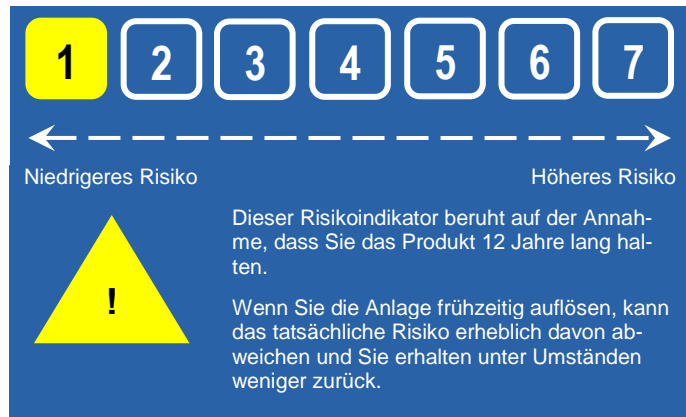 1 2 3 4 5 6 7
Niedrigeres Risiko Höheres Risiko
Dieser Risikoindikator beruht auf der Annah-
me, dass Sie das Produkt 12 Jahre lang hal-
ten.
!
Wenn Sie die Anlage frühzeitig auflösen, kann
das tatsächliche Risiko erheblich davon ab-
weichen und Sie erhalten unter Umständen
weniger zurück.